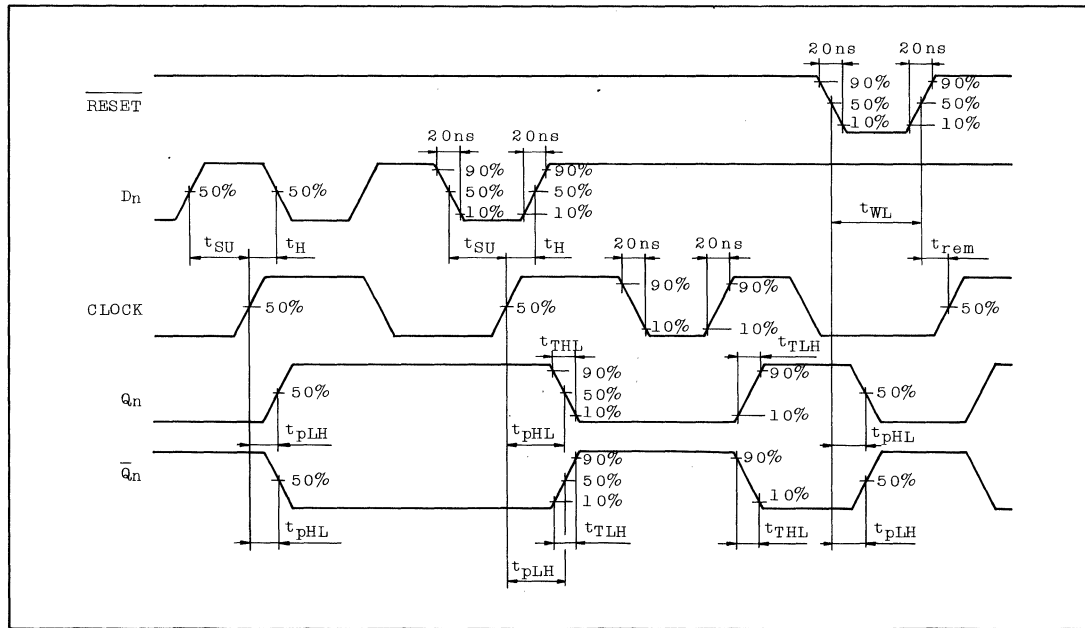 20ns 20ns
RESET
90% 90%
50% 50%
10% 10%
20ns 20ns
Dn
50% 50%
90% 90%
50% 50%
10% 10%
tSU tH tSU tH
tWL
trem
20ns 20ns
CLOCK
50% 50%
90% 90%
10% 10%
50%
tTHL tTLH
Qn
50%
90% 90%
50% 50%
10% 10%
tpLH tpHL tpHL
Q̅n
50%
90% 90%
50% 50%
10% 10%
tpHL tTLH tTHL tpLH
tpLH